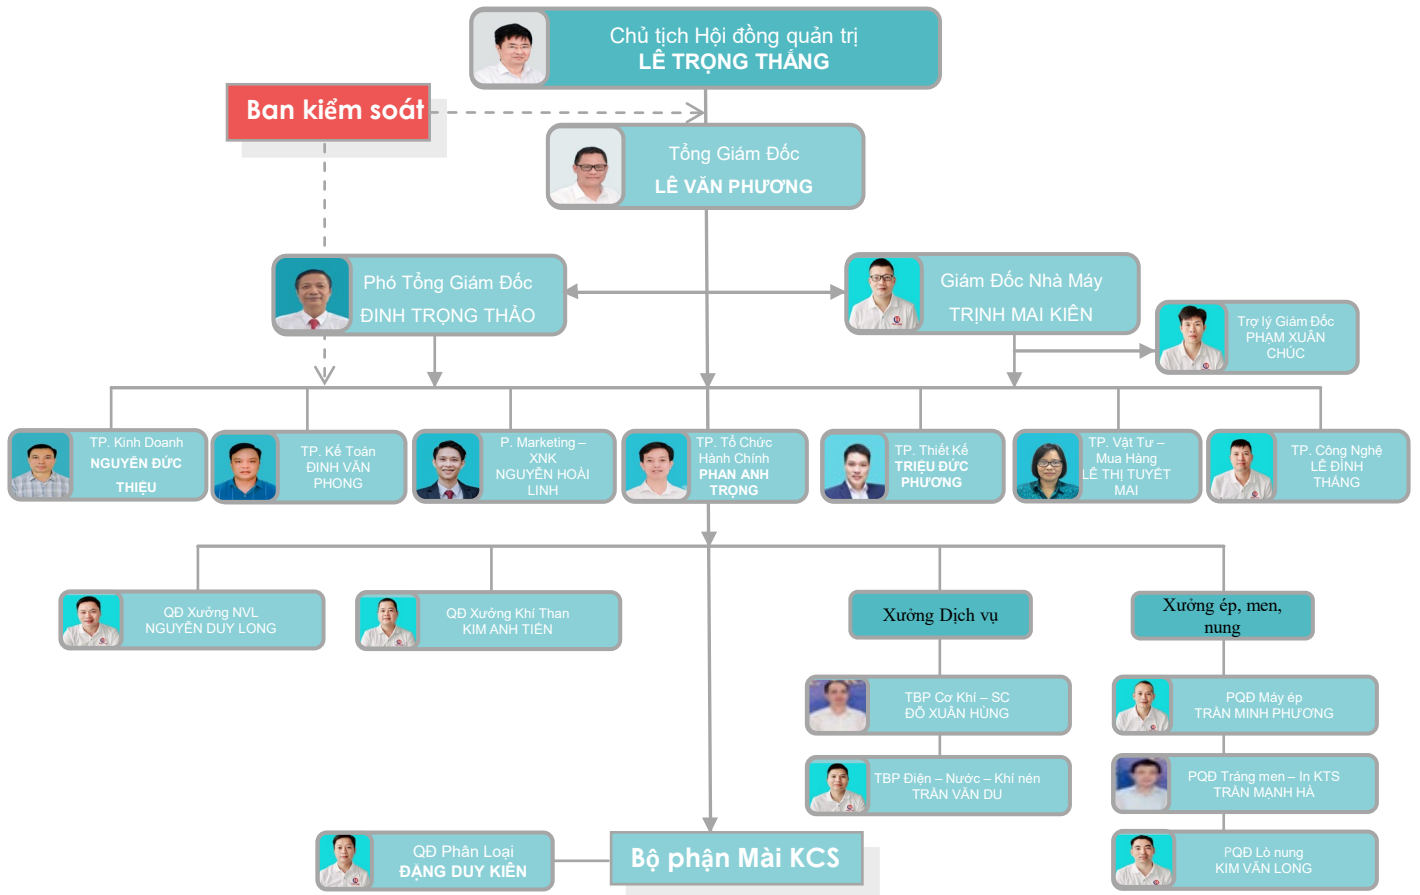 Chủ tịch Hội đồng quản trị
LÊ TRỌNG THẮNG
Ban kiểm soát
Tổng Giám Đốc
LÊ VĂN PHƯƠNG
Phó Tổng Giám Đốc
ĐINH TRỌNG THẢO
Giám Đốc Nhà Máy
TRỊNH MAI KIÊN
Trợ lý Giám Đốc
PHẠM XUÂN
CHÚC
TP. Kinh Doanh
NGUYỄN ĐỨC
THIỆU
TP. Kế Toán
ĐINH VĂN
PHONG
P. Marketing –
XNK
NGUYỄN HOÀI
LINH
TP. Tổ Chức
Hành Chính
PHAN ANH
TRỌNG
TP. Thiết Kế
TRIỆU ĐỨC
PHƯƠNG
TP. Vật Tư –
Mua Hàng
LÊ THỊ TUYẾT
MAI
TP. Công Nghệ
LÊ ĐÌNH
THẮNG
QĐ Xưởng NVL
NGUYỄN DUY LONG
QĐ Xưởng Khí Than
KIM ANH TIẾN
Xưởng Dịch vụ
Xưởng ép, men,
nung
TBP Cơ Khí – SC
ĐỖ XUÂN HÙNG
PQĐ Máy ép
TRẦN MINH PHƯƠNG
TBP Điện – Nước – Khí nén
TRẦN VĂN DU
PQĐ Tráng men – In KTS
TRẦN MẠNH HÀ
QĐ Phân Loại
ĐẶNG DUY KIÊN
Bộ phận Mài KCS
PQĐ Lò nung
KIM VĂN LONG